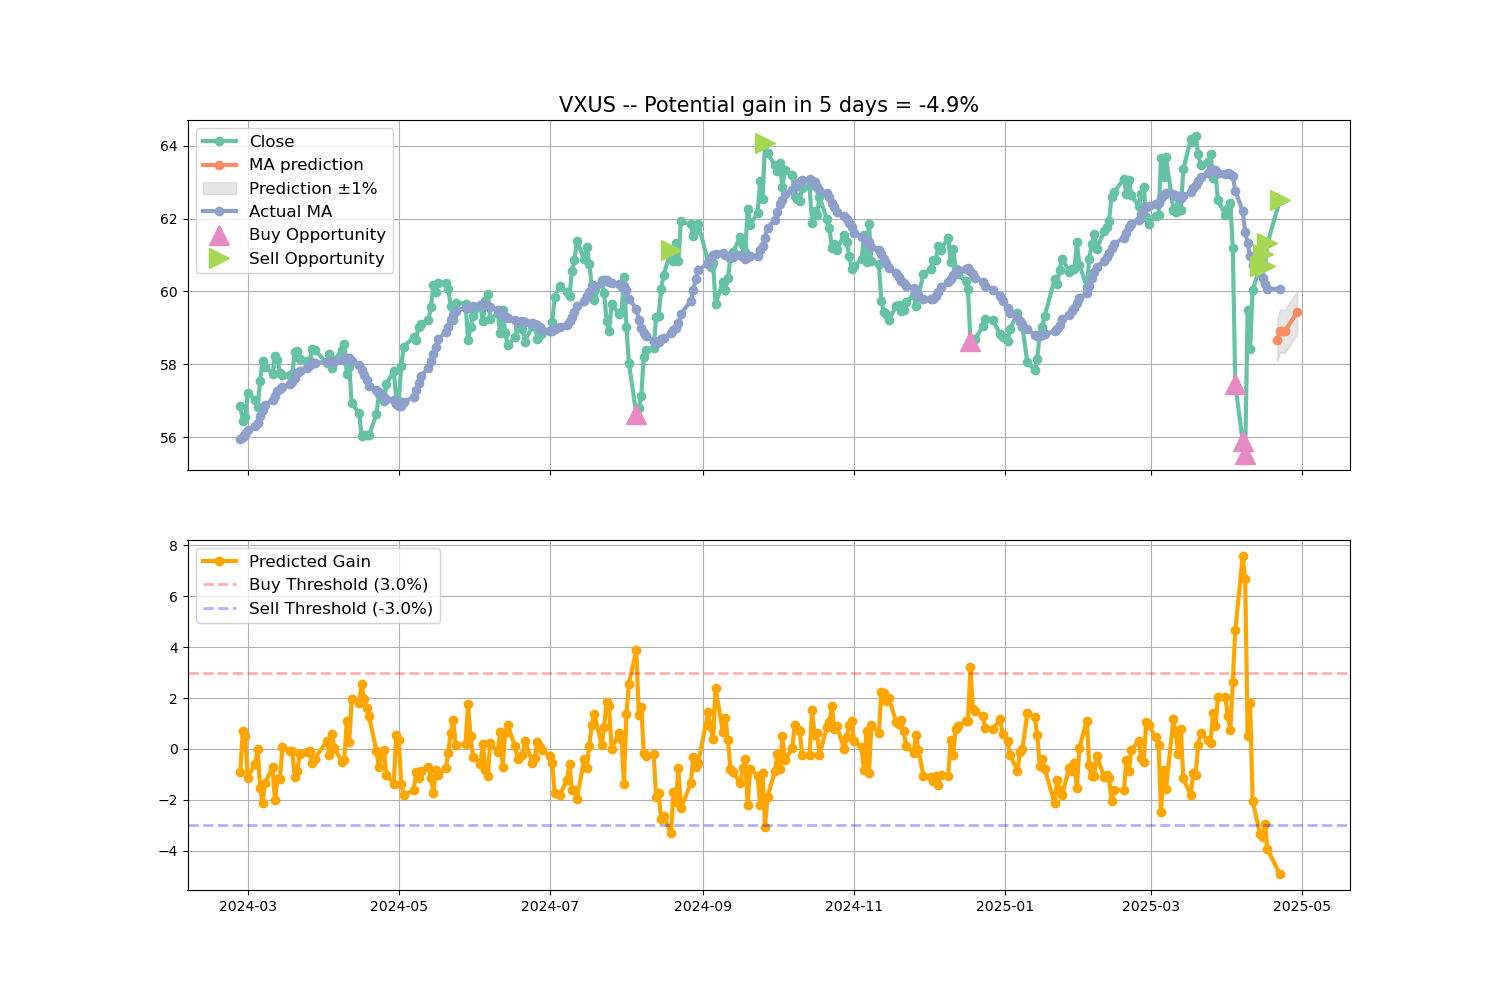 VXUS -- Potential gain in 5 days = -4.9%
64
62
60
58
56
Close
MA prediction
Prediction ±1%
Actual MA
Buy Opportunity
Sell Opportunity
8
6
4
2
0
−2
−4
Predicted Gain
Buy Threshold (3.0%)
Sell Threshold (-3.0%)
2024-03
2024-05
2024-07
2024-09
2024-11
2025-01
2025-03
2025-05